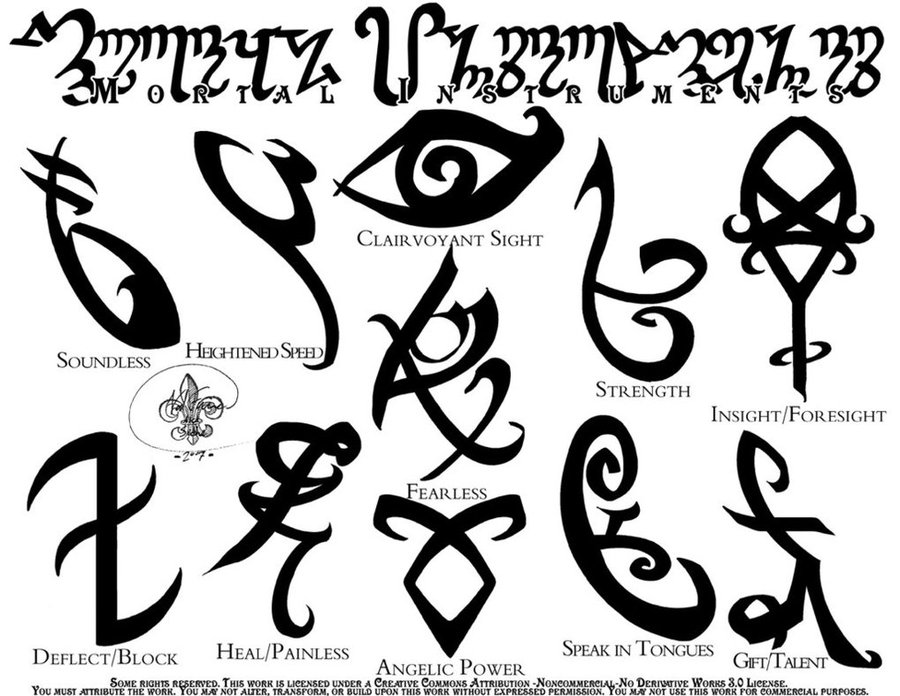 Mortal Instruments
Clairvoyant Sight
Soundless
Heightened Speed
Strength
Insight/Foresight
Fearless
-2007-
Deflect/Block
Heal/Painless
Angelic Power
Speak in Tongues
Gift/Talent
Some rights reserved. This work is licensed under a Creative Commons Attribution -Noncommercial-No Derivative Works 3.0 License.
You must attribute the work. You may not alter, transform, or build upon this work without expressed permission. You may not use this work for commercial purposes.